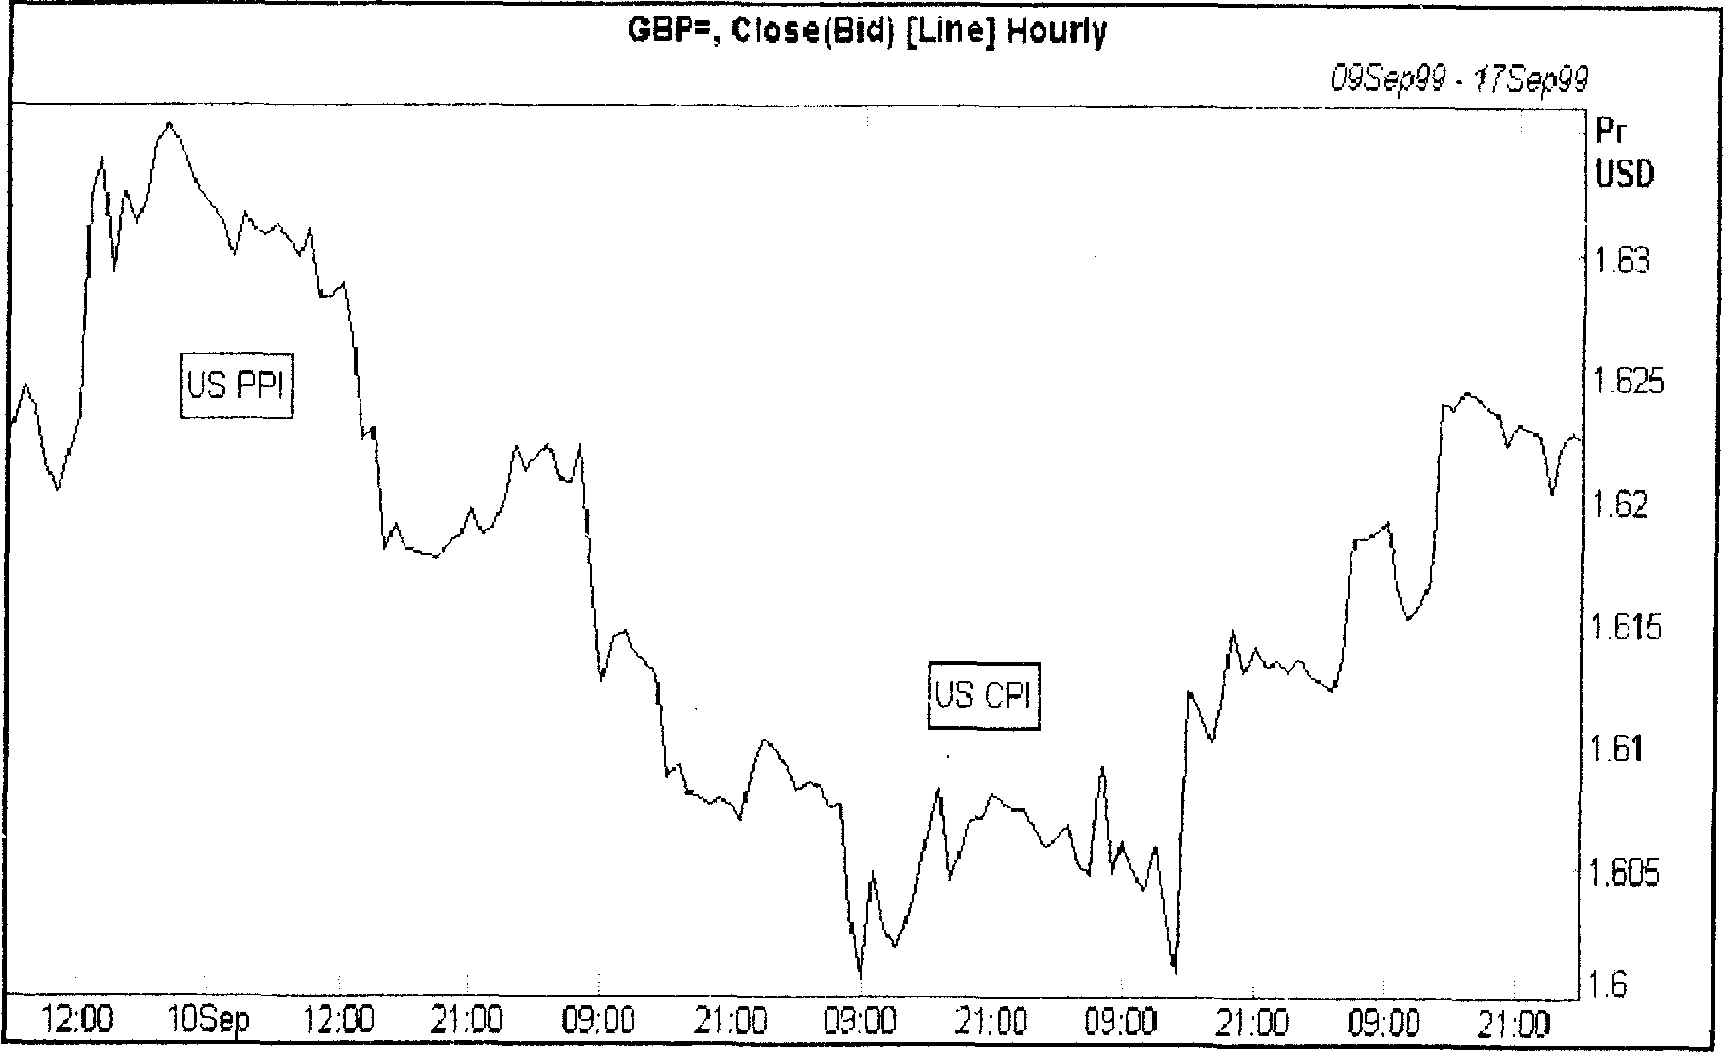 GBP=, Close(Bid) [Line] Hourly
09Sep99 - 17Sep99
Pr
USD
1.63
US PPI
1.625
1.62
1.615
US CPI
1.61
1.605
1.6
12:00 10Sep 12:00 21:00 09:00 21:00 09:00 21:00 09:00 21:00 09:00 21:00